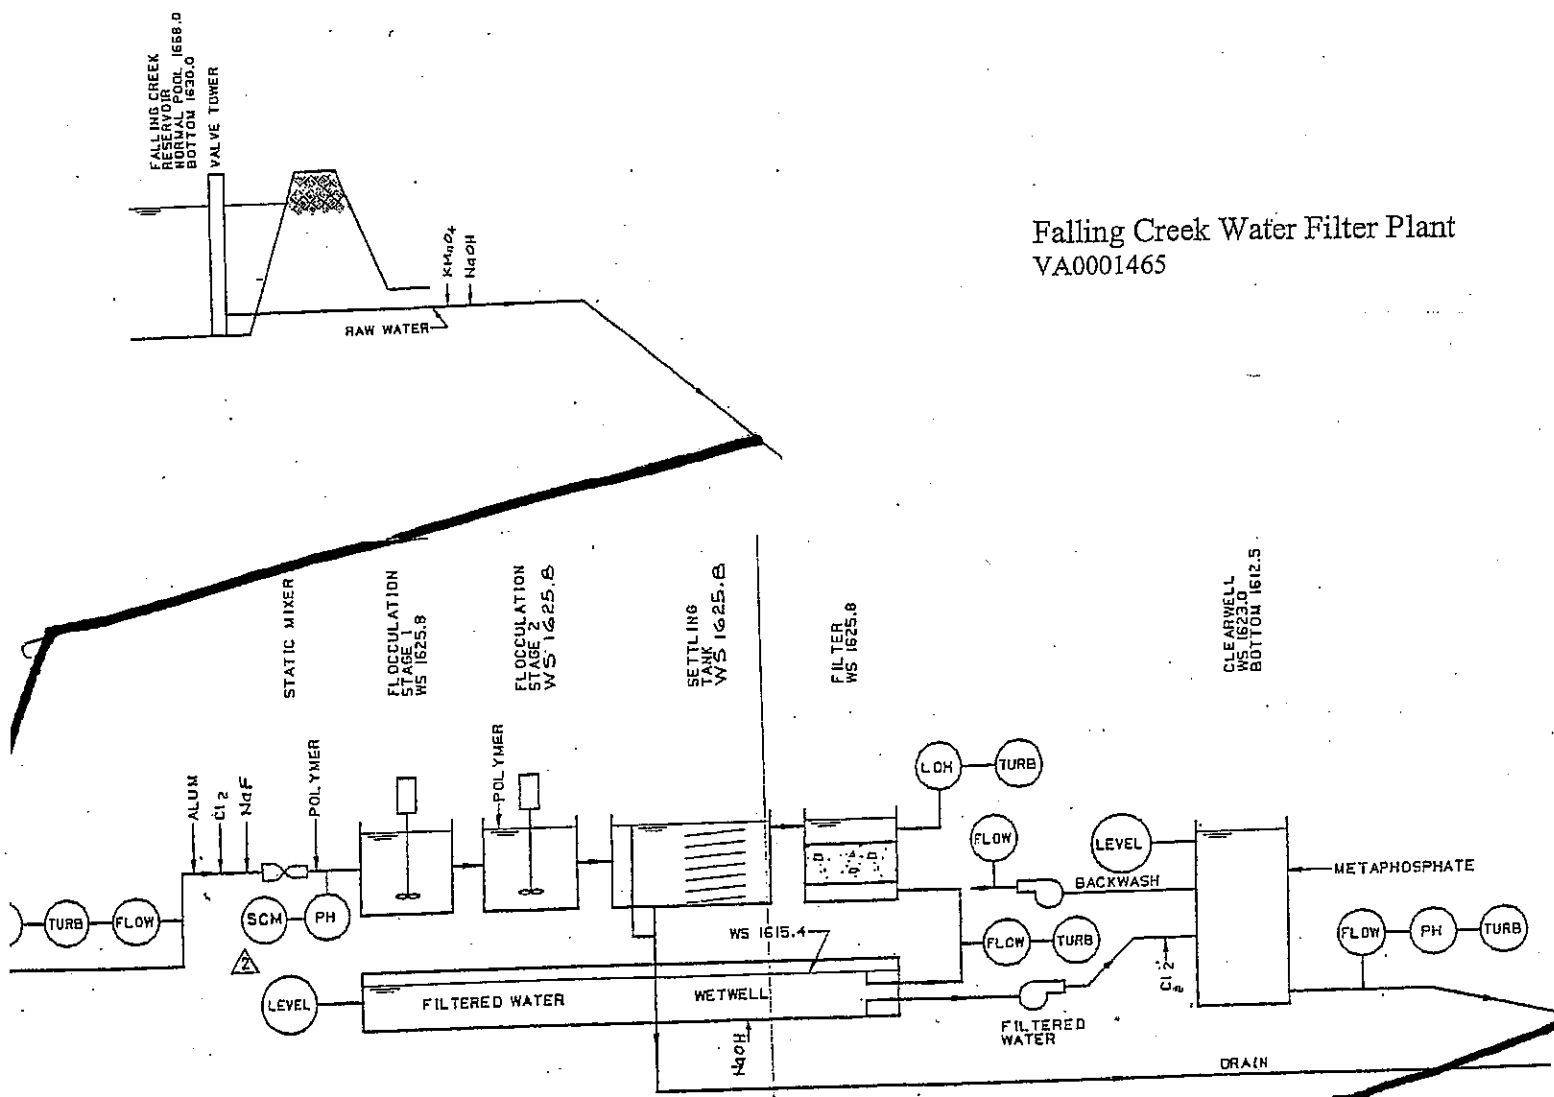 FALLING CREEK
RESERVOIR
NORMAL POOL 1668.0
BOTTOM 1630.0
VALVE TOWER
Falling Creek Water Filter Plant
VA0001465
KMnO4
NaOH
RAW WATER
STATIC MIXER
FLOCCULATION
STAGE 1
WS 1625.8
FLOCCULATION
STAGE 2
WS 1625.8
SETTLING
TANK
WS 1625.8
FILTER
WS 1625.8
CLEARWELL
WS 1623.0
BOTTOM 1612.5
ALUM
Cl2
NaF
POLYMER
POLYMER
LOH
TURB
FLOW
LEVEL
METAPHOSPHATE
BACKWASH
TURB
FLOW
SCM
PH
2
WS 1615.4
FLOW
TURB
FLOW
PH
TURB
LEVEL
FILTERED WATER
WETWELL
Cl2
FILTERED
WATER
NaOH
DRAIN